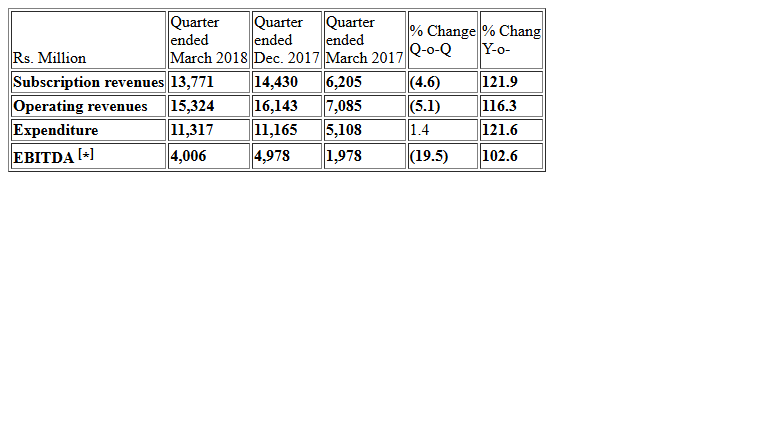 Rs. Million Quarter ended March 2018 Quarter ended Dec. 2017 Quarter ended March 2017 % Change Q-o-Q % Chang Y-o-
Subscription revenues 13,771 14,430 6,205 (4.6) 121.9
Operating revenues 15,324 16,143 7,085 (5.1) 116.3
Expenditure 11,317 11,165 5,108 1.4 121.6
EBITDA [*] 4,006 4,978 1,978 (19.5) 102.6